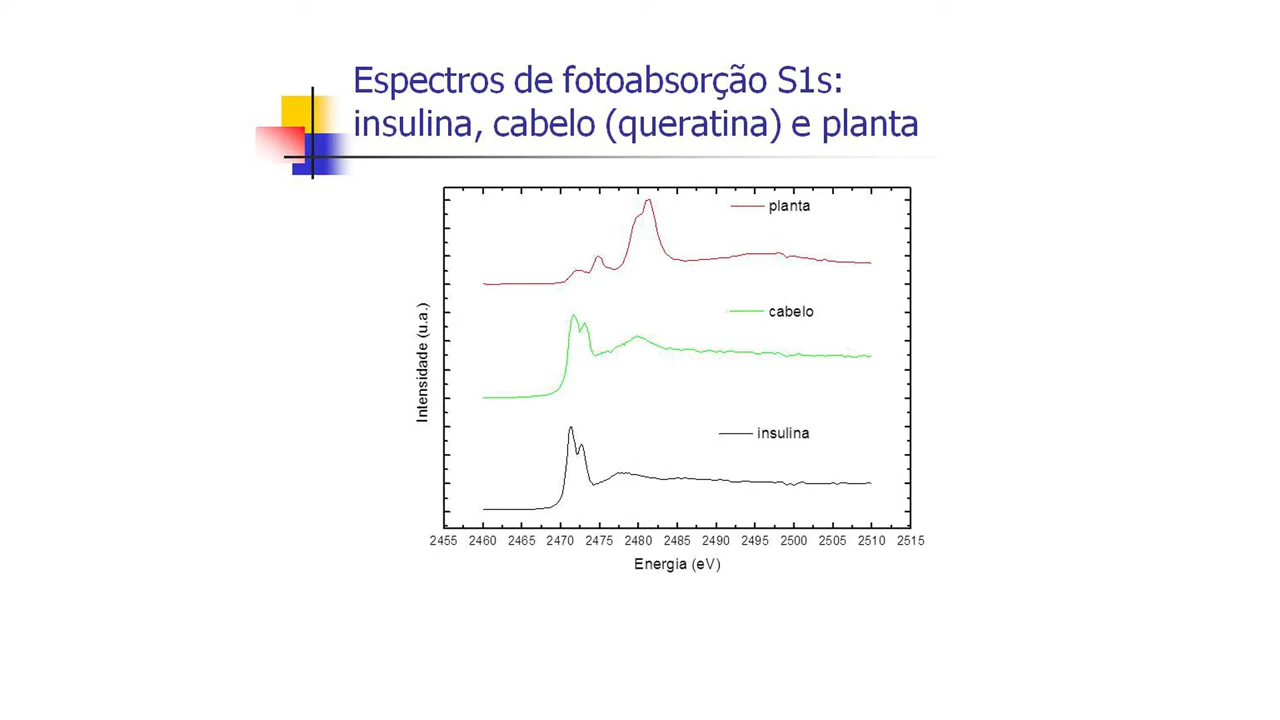 Espectros de fotoabsorção S1s:
insulina, cabelo (queratina) e planta
planta
cabelo
insulina
Intensidade (u.a.)
2455 2460 2465 2470 2475 2480 2485 2490 2495 2500 2505 2510 2515
Energia (eV)